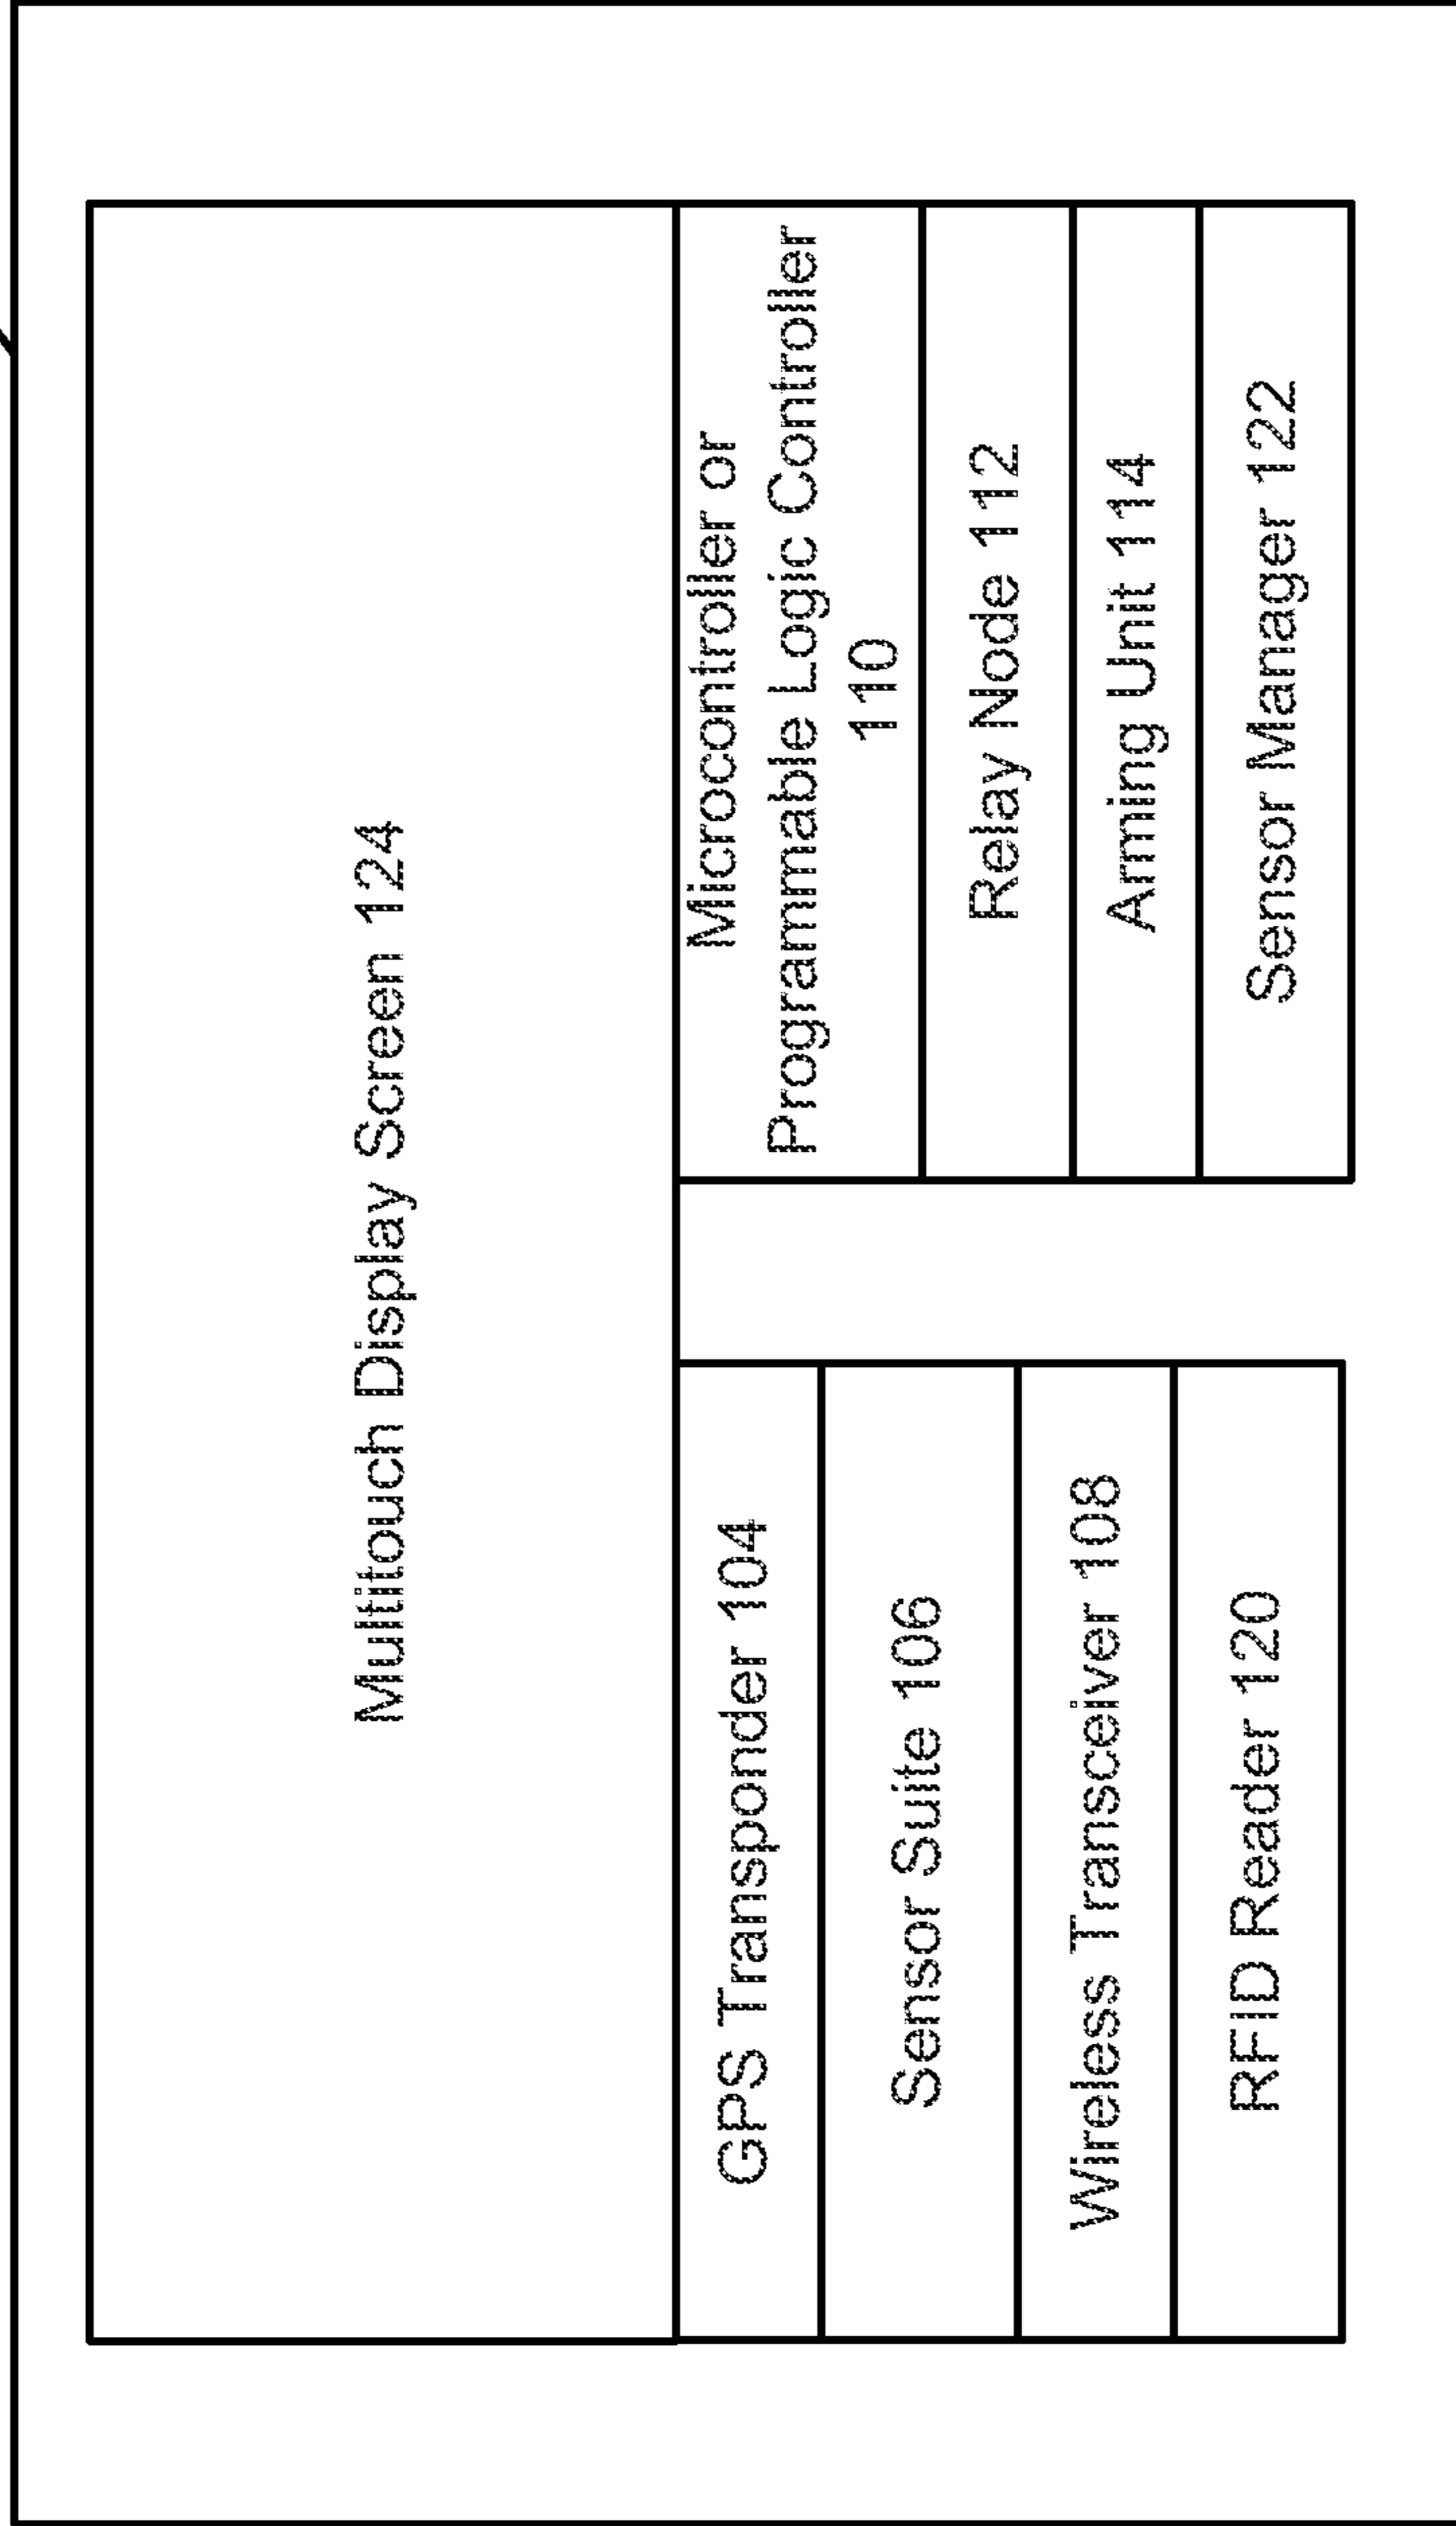 Multitouch Display Screen 124
GPS Transponder 104
Sensor Suite 106
Wireless Transceiver 108
RFID Reader 120
Microcontroller or
Programmable Logic Controller
110
Relay Node 112
Arming Unit 114
Sensor Manager 122